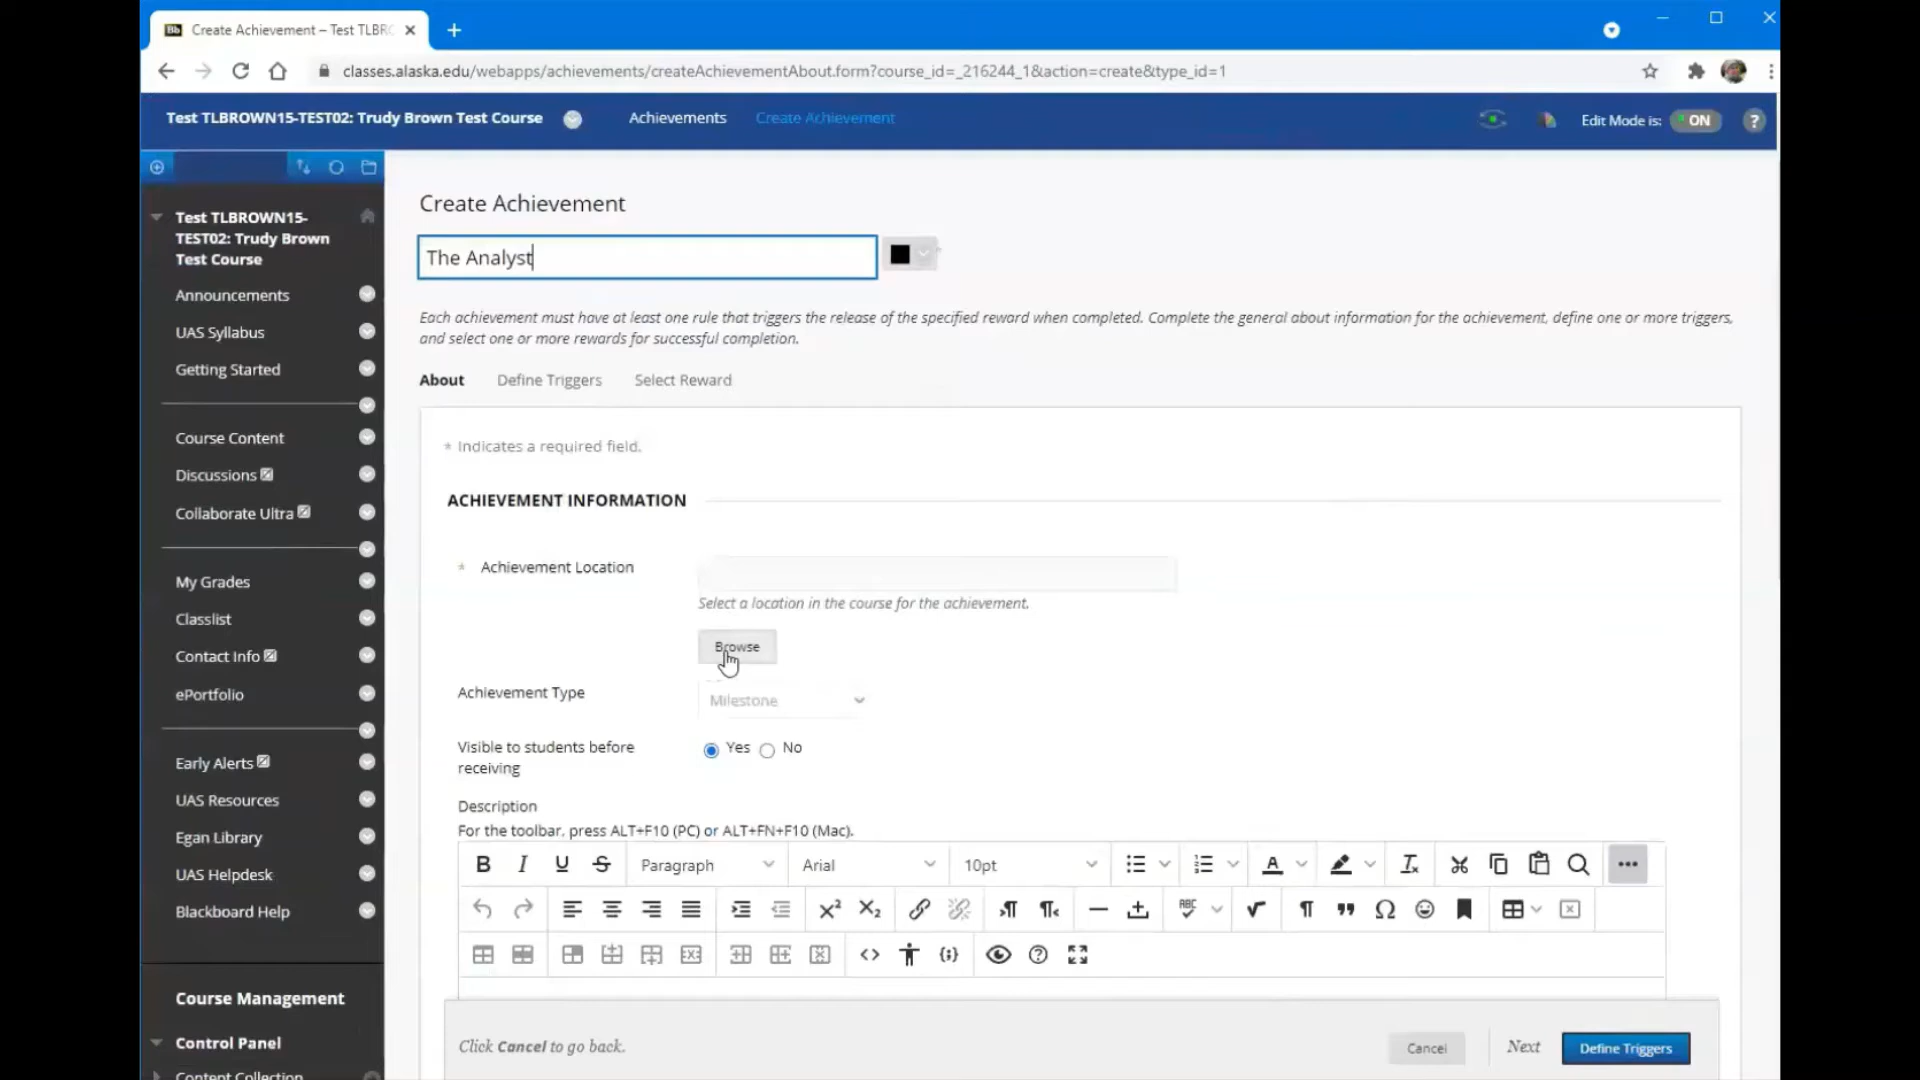 Create Achievement – Test TLBR
classes.alaska.edu/webapps/achievements/createAchievementAbout.form?course_id=_216244_1&action=create&type_id=1
Test TLBROWN15-TEST02: Trudy Brown Test Course
Achievements
Create Achievement
Edit Mode is:
ON
?
Test TLBROWN15-
TEST02: Trudy Brown
Test Course
Announcements
UAS Syllabus
Getting Started
Course Content
Discussions
Collaborate Ultra
My Grades
Classlist
Contact Info
ePortfolio
Early Alerts
UAS Resources
Egan Library
UAS Helpdesk
Blackboard Help
Course Management
Control Panel
Content Collection
Create Achievement
The Analyst
Each achievement must have at least one rule that triggers the release of the specified reward when completed. Complete the general about information for the achievement, define one or more triggers,
and select one or more rewards for successful completion.
About
Define Triggers
Select Reward
* Indicates a required field.
ACHIEVEMENT INFORMATION
* Achievement Location
Select a location in the course for the achievement.
Browse
Achievement Type
Milestone
Visible to students before
receiving
Yes
No
Description
For the toolbar, press ALT+F10 (PC) or ALT+FN+F10 (Mac).
Paragraph
Arial
10pt
Click Cancel to go back.
Cancel
Next
Define Triggers